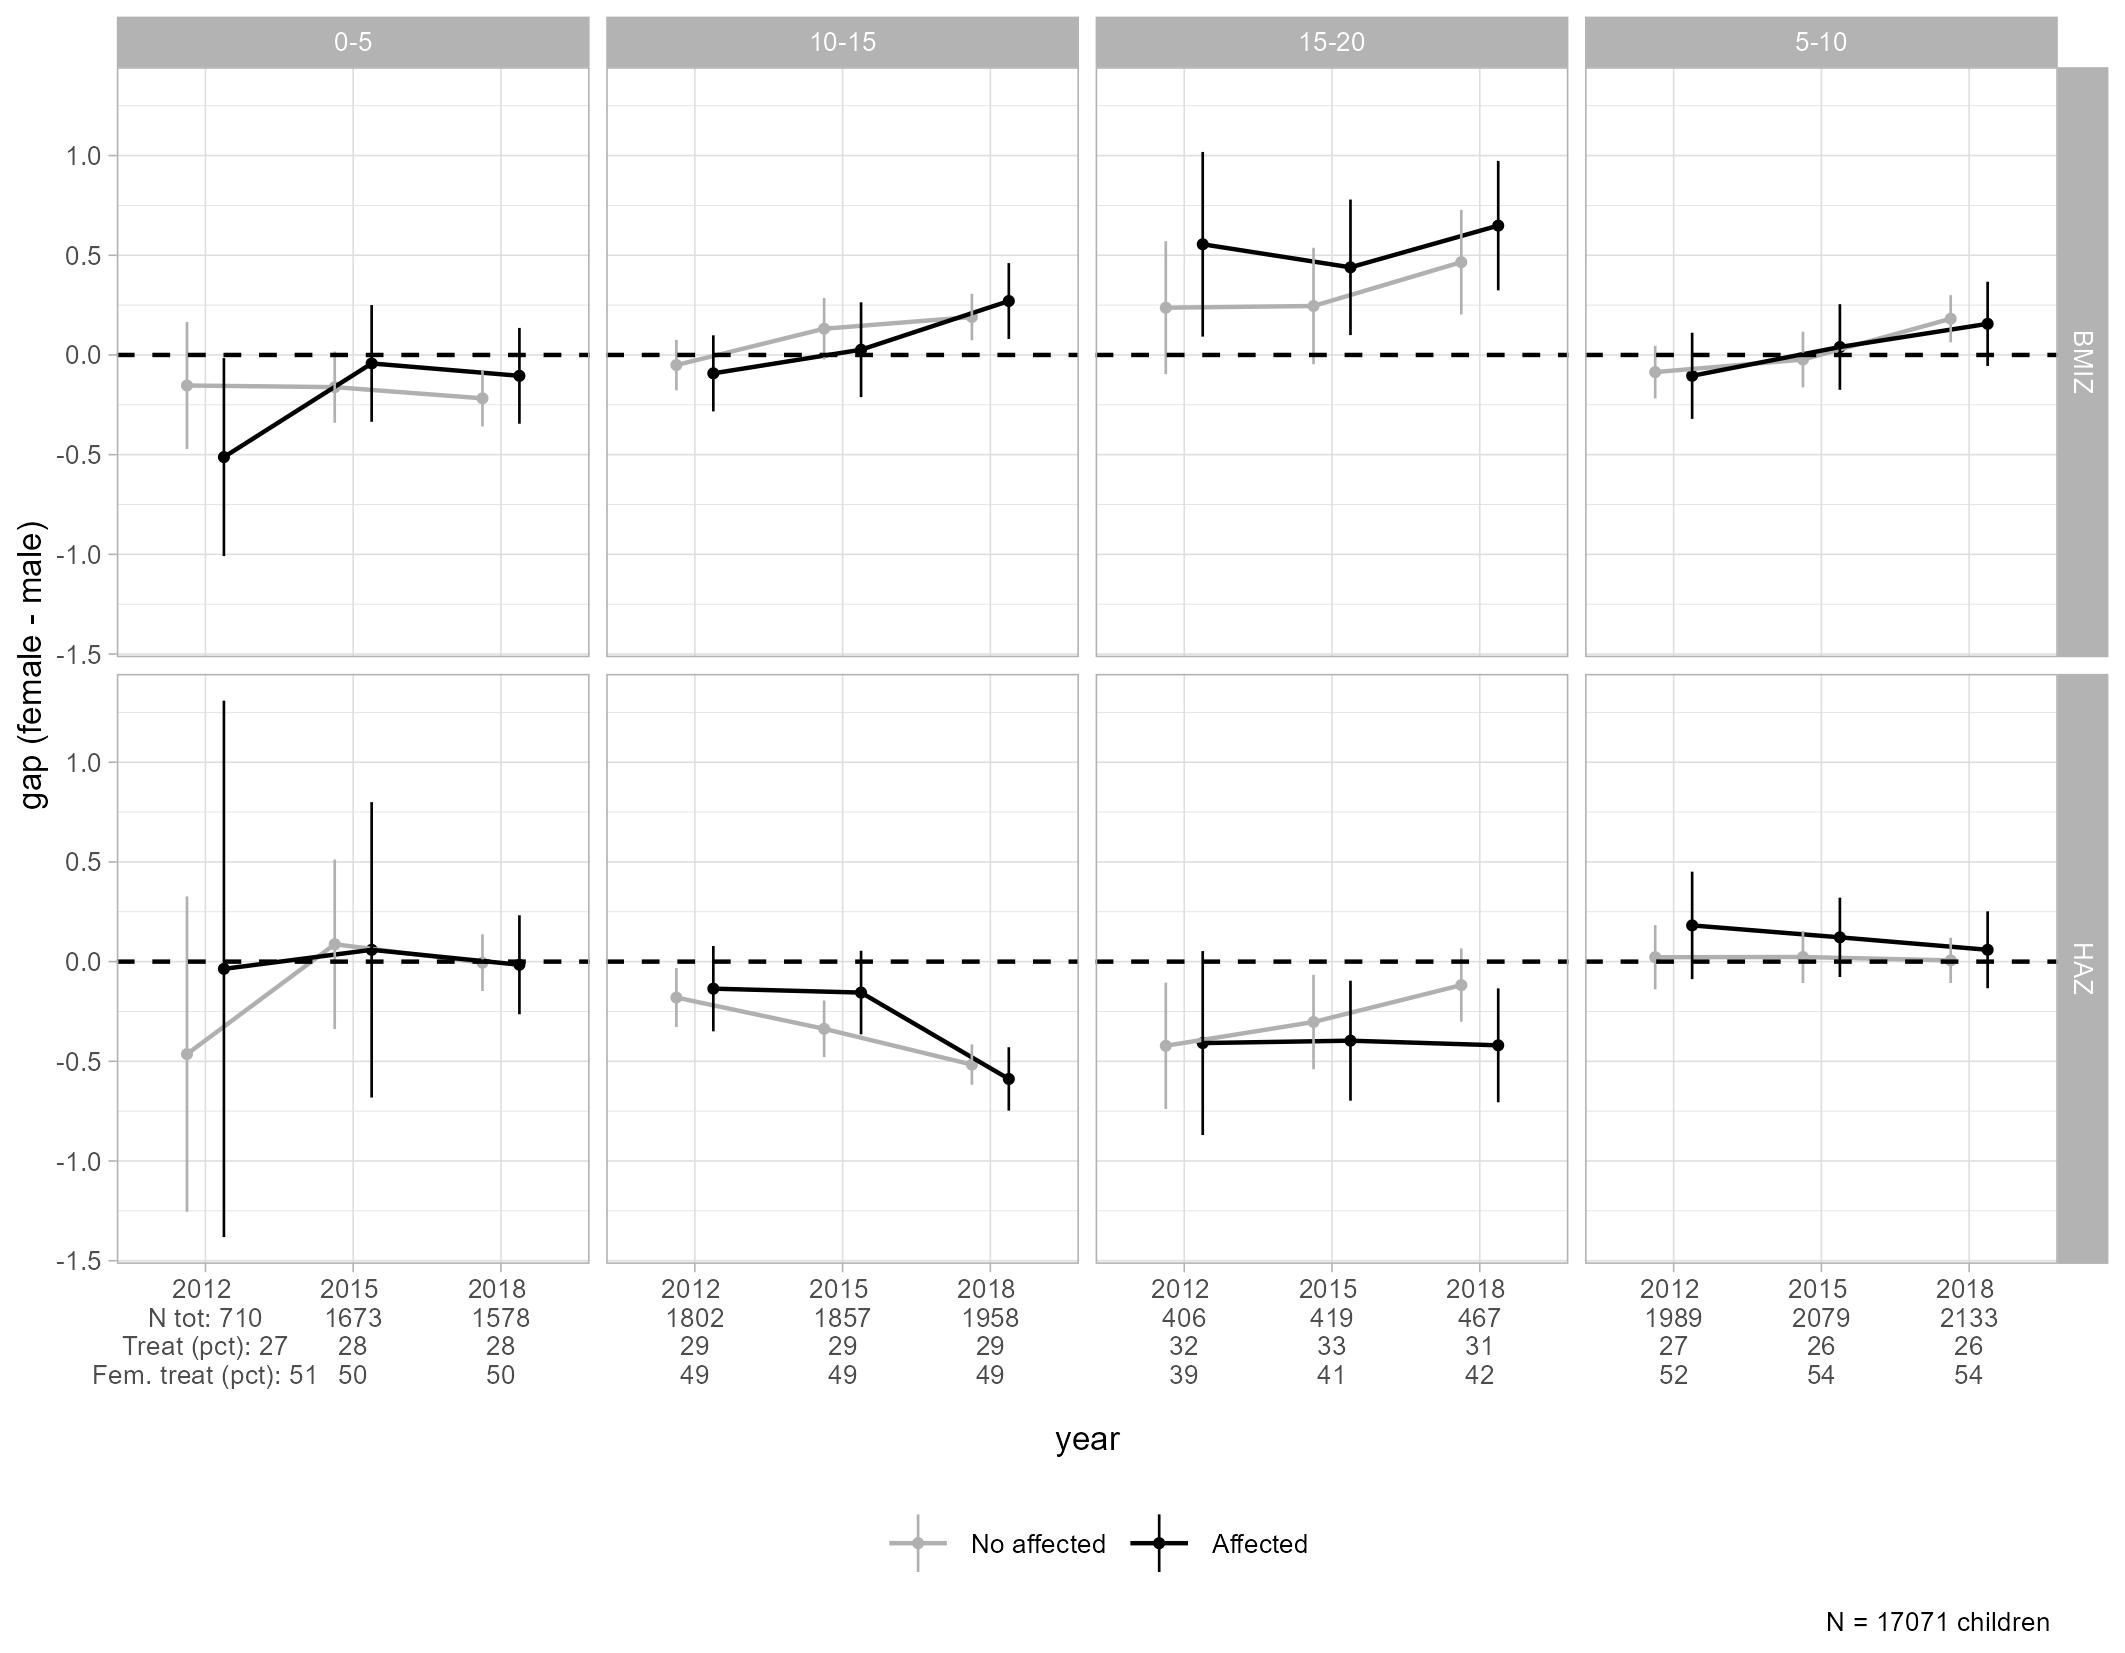 0-5 10-15 15-20 5-10
1.0
0.5
0.0
-0.5
-1.0
-1.5
BMIZ
gap (female - male)
1.0
0.5
0.0
-0.5
-1.0
-1.5
HAZ
2012 2015 2018 2012 2015 2018 2012 2015 2018 2012 2015 2018
N tot: 710 1673 1578 1802 1857 1958 406 419 467 1989 2079 2133
Treat (pct): 27 28 28 29 29 29 32 33 31 27 26 26
Fem. treat (pct): 51 50 50 49 49 49 39 41 42 52 54 54
year
No affected Affected
N = 17071 children